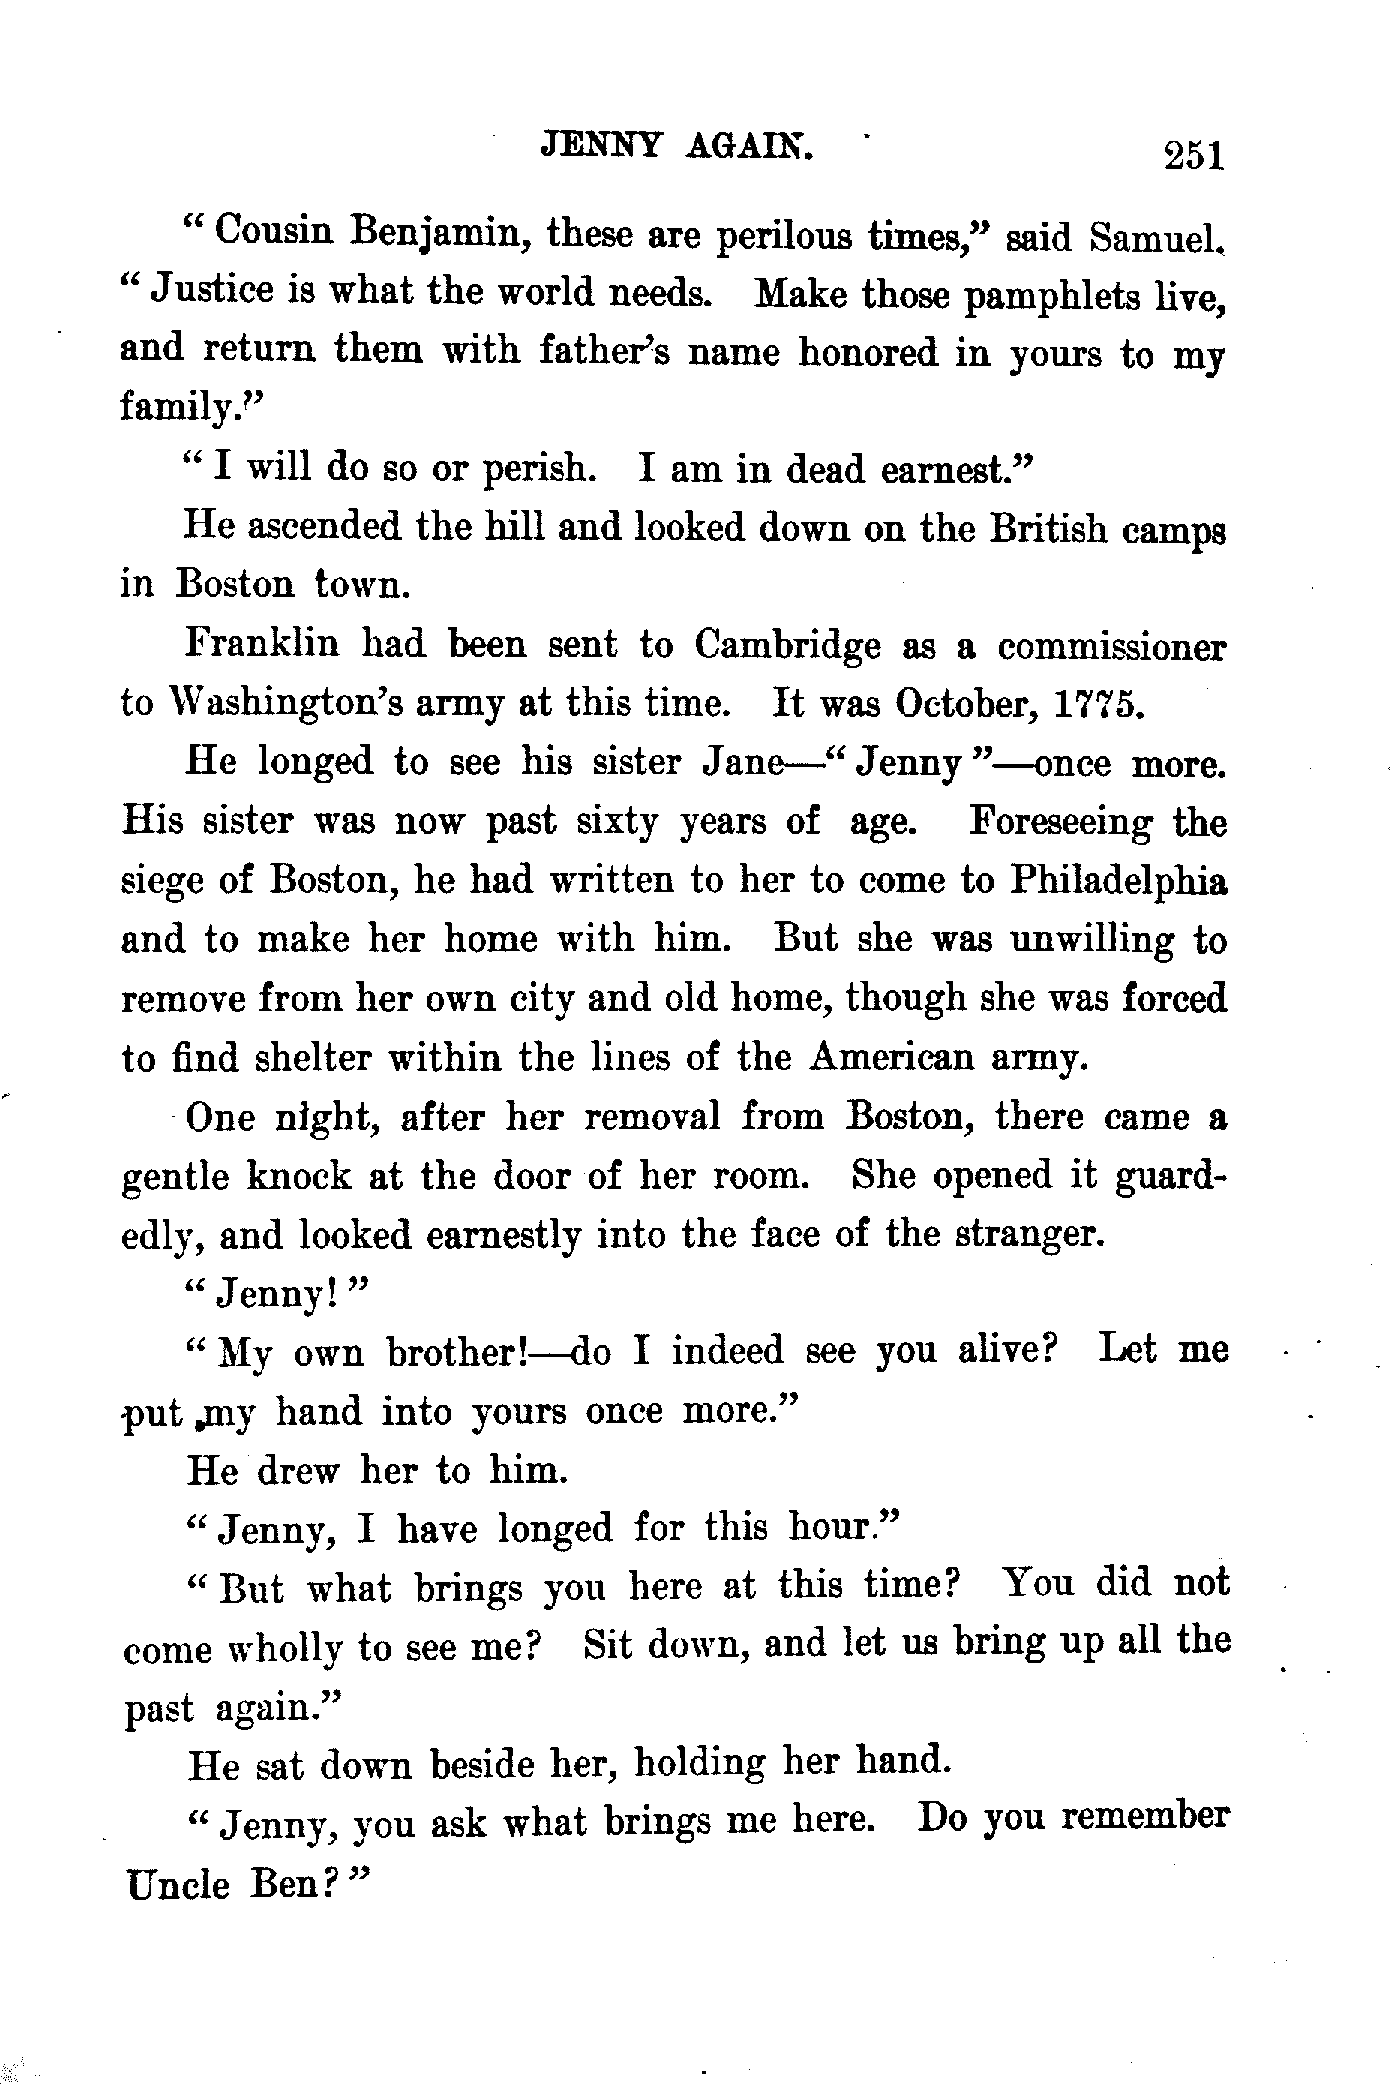 JENNY AGAIN. 251
“ Cousin Benjamin, these are perilous times,” said Samuel.
“ Justice is what the world needs. Make those pamphlets live,
and return them with father’s name honored in yours to my
family.”
“ I will do so or perish. I am in dead earnest.”
He ascended the hill and looked down on the British camps
in Boston town.
Franklin had been sent to Cambridge as a commissioner
to Washington’s army at this time. It was October, 1775.
He longed to see his sister Jane—“ Jenny ”—once more.
His sister was now past sixty years of age. Foreseeing the
siege of Boston, he had written to her to come to Philadelphia
and to make her home with him. But she was unwilling to
remove from her own city and old home, though she was forced
to find shelter within the lines of the American army.
One night, after her removal from Boston, there came a
gentle knock at the door of her room. She opened it guard-
edly, and looked earnestly into the face of the stranger.
“ Jenny! ”
“ My own brother!—do I indeed see you alive? Let me
put my hand into yours once more.”
He drew her to him.
“ Jenny, I have longed for this hour.”
“ But what brings you here at this time? You did not
come wholly to see me? Sit down, and let us bring up all the
past again.”
He sat down beside her, holding her hand.
“ Jenny, you ask what brings me here. Do you remember
Uncle Ben? ”